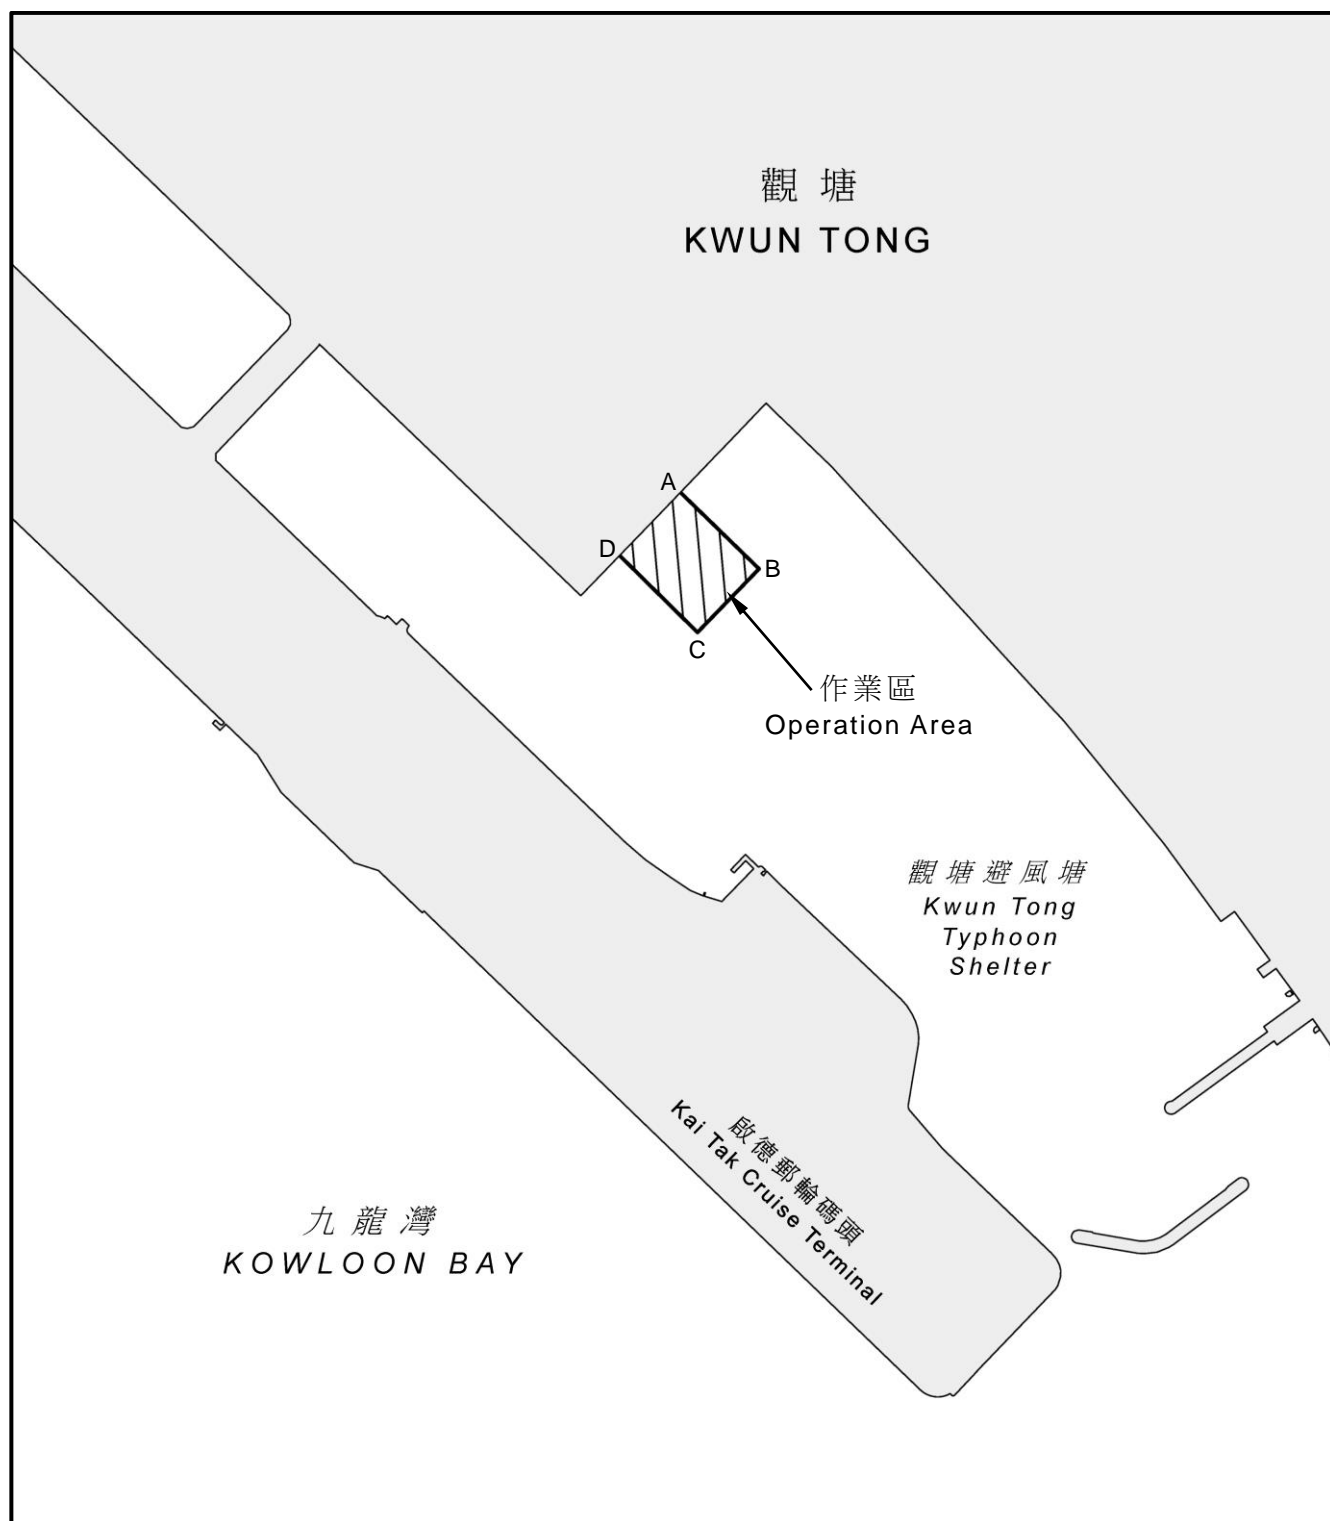 觀塘
KWUN TONG
A
D
B
C
作業區
Operation Area
觀塘避風塘
Kwun Tong
Typhoon
Shelter
啟德郵輪碼頭
Kai Tak Cruise Terminal
九龍灣
KOWLOON BAY